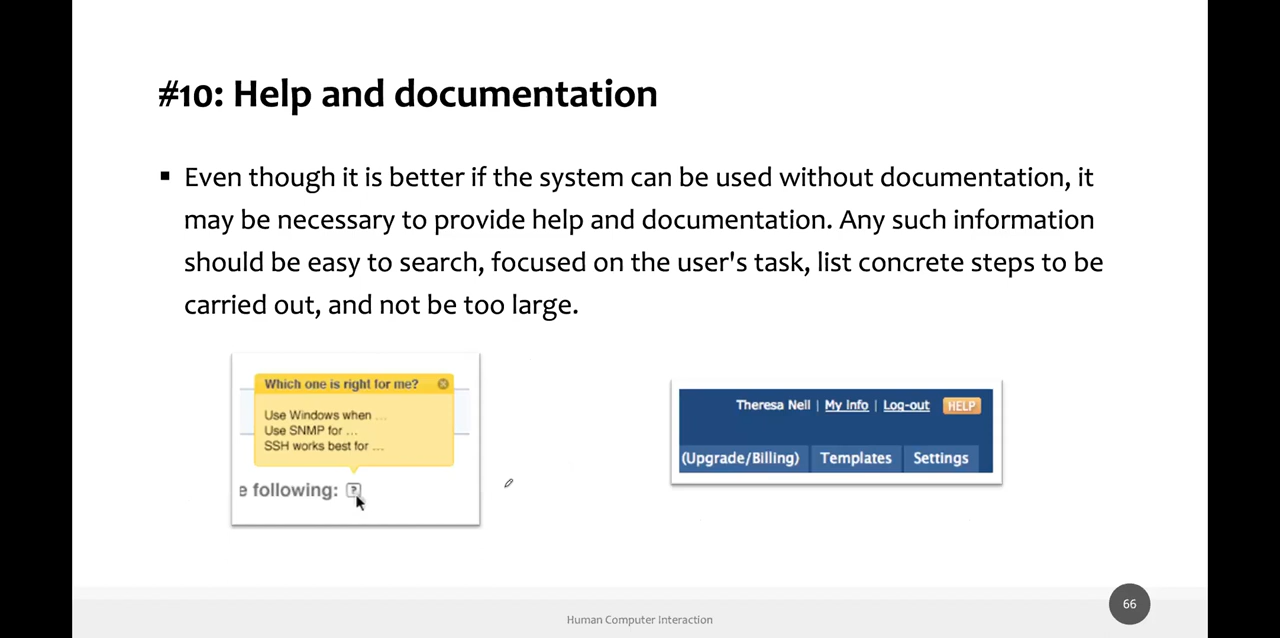 #10: Help and documentation
▪ Even though it is better if the system can be used without documentation, it
may be necessary to provide help and documentation. Any such information
should be easy to search, focused on the user's task, list concrete steps to be
carried out, and not be too large.
Which one is right for me?
Use Windows when ...
Use SNMP for ...
SSH works best for ...
e following: ?
Theresa Nell | My Info | Log-out HELP
(Upgrade/Billing) Templates Settings
66
Human Computer Interaction